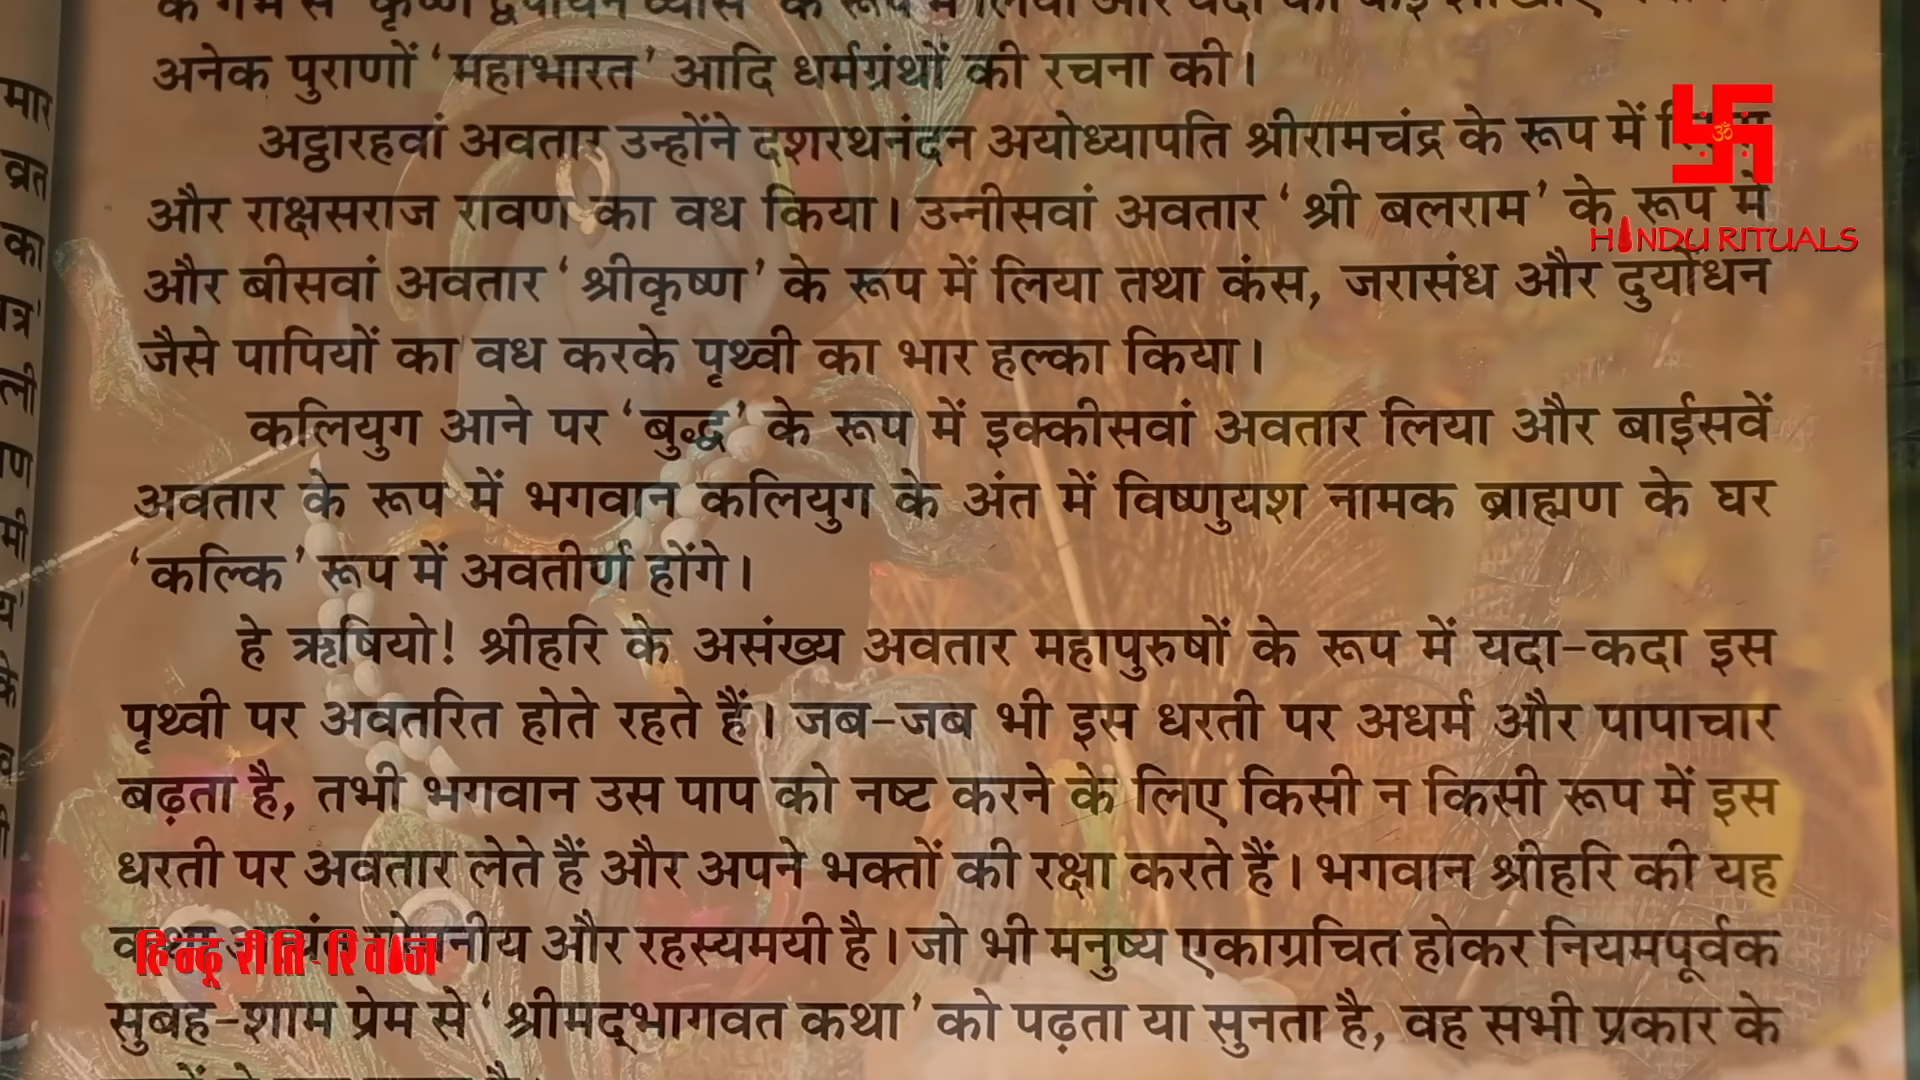 अनेक पुराणों ‘महाभारत’ आदि धर्मग्रंथों की रचना की।
अट्ठारहवां अवतार उन्होंने दशरथनंदन अयोध्यापति श्रीरामचंद्र के रूप में
और राक्षसराज रावण का वध किया। उन्नीसवां अवतार ‘श्री बलराम’ के रूप में
HINDU RITUALS
और बीसवां अवतार ‘श्रीकृष्ण’ के रूप में लिया तथा कंस, जरासंध और दुर्योधन
जैसे पापियों का वध करके पृथ्वी का भार हल्का किया।
कलियुग आने पर ‘बुद्ध’ के रूप में इक्कीसवां अवतार लिया और बाईसवें
अवतार के रूप में भगवान कलियुग के अंत में विष्णुयश नामक ब्राह्मण के घर
‘कल्कि’ रूप में अवतीर्ण होंगे।
हे ऋषियो! श्रीहरि के असंख्य अवतार महापुरुषों के रूप में यदा-कदा इस
पृथ्वी पर अवतरित होते रहते हैं। जब-जब भी इस धरती पर अधर्म और पापाचार
बढ़ता है, तभी भगवान उस पाप को नष्ट करने के लिए किसी न किसी रूप में इस
धरती पर अवतार लेते हैं और अपने भक्तों की रक्षा करते हैं। भगवान श्रीहरि की यह
और रहस्यमयी है। जो भी मनुष्य एकाग्रचित होकर नियमपूर्वक
हिन्दू रीति-रिवाज
सुबह-शाम प्रेम से ‘श्रीमद्भागवत कथा’ को पढ़ता या सुनता है, वह सभी प्रकार के